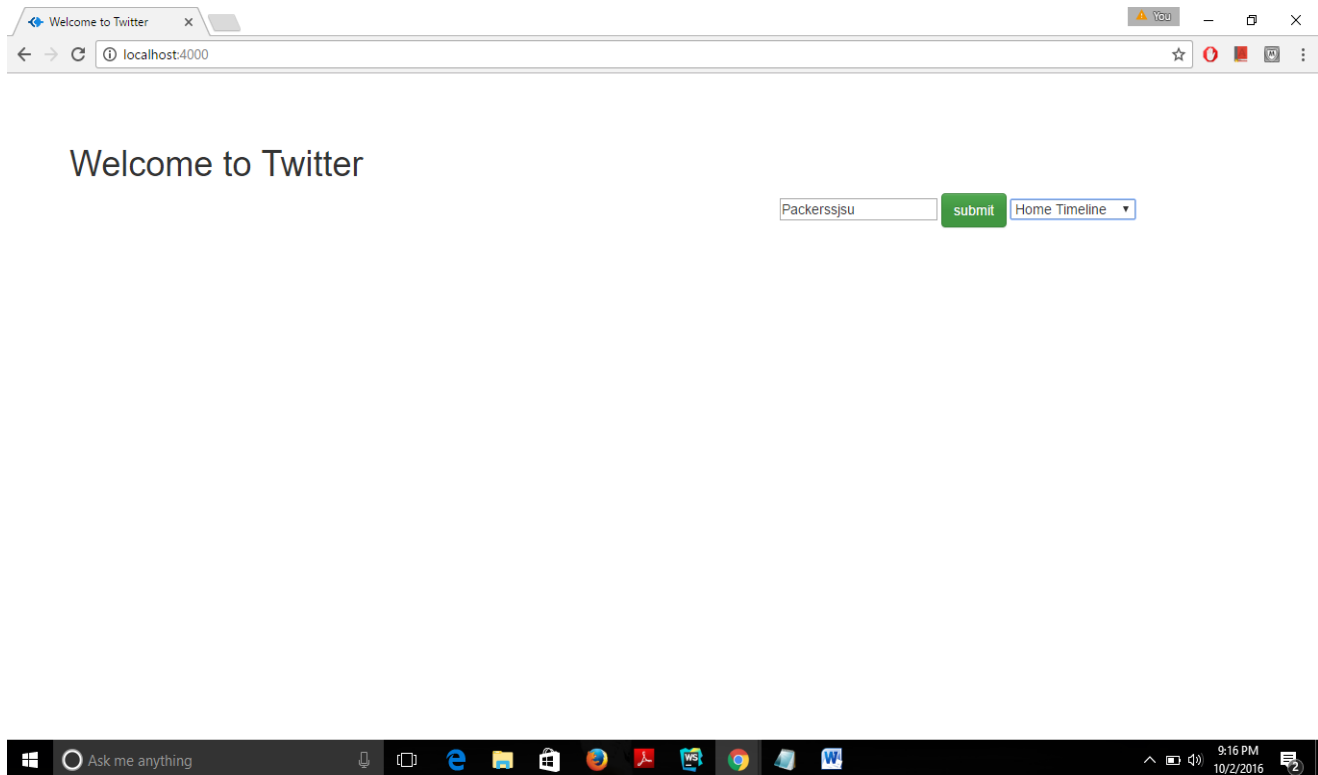 Welcome to Twitter
You
localhost:4000
Welcome to Twitter
Packerssjsu submit Home Timeline
Ask me anything
WS
W
9:16 PM
10/2/2016
2